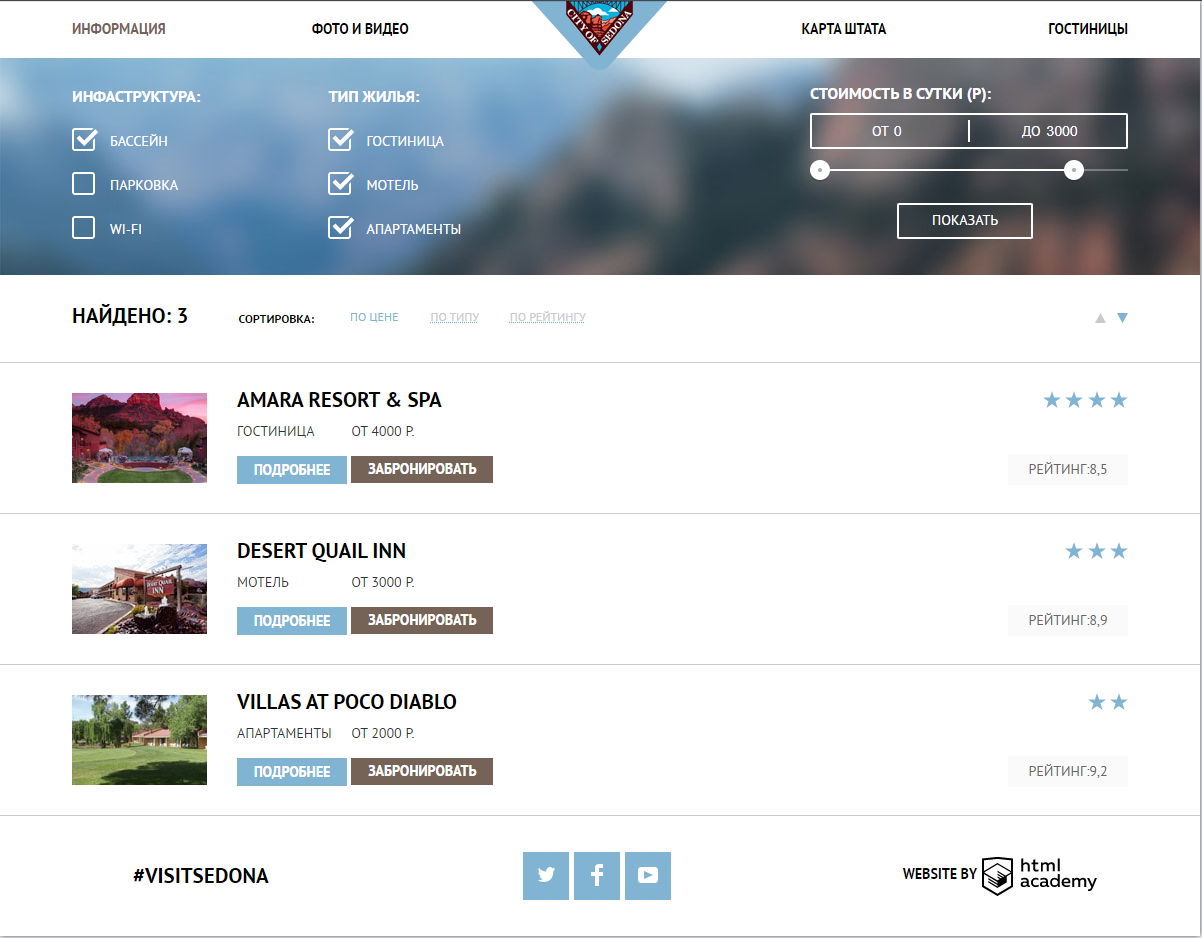 ИНФОРМАЦИЯ ФОТО И ВИДЕО CITY OF SEDONA КАРТА ШТАТА ГОСТИНИЦЫ
ИНФАСТРУКТУРА: ТИП ЖИЛЬЯ: СТОИМОСТЬ В СУТКИ (Р):
БАССЕЙН ГОСТИНИЦА ОТ 0 ДО 3000
ПАРКОВКА МОТЕЛЬ
WI-FI АПАРТАМЕНТЫ ПОКАЗАТЬ
НАЙДЕНО: 3 СОРТИРОВКА: ПО ЦЕНЕ ПО ТИПУ ПО РЕЙТИНГУ
AMARA RESORT & SPA
ГОСТИНИЦА ОТ 4000 Р.
ПОДРОБНЕЕ ЗАБРОНИРОВАТЬ РЕЙТИНГ:8,5
DESERT QUAIL INN
МОТЕЛЬ ОТ 3000 Р.
DESERT QUAIL
INN
ПОДРОБНЕЕ ЗАБРОНИРОВАТЬ РЕЙТИНГ:8,9
VILLAS AT POCO DIABLO
АПАРТАМЕНТЫ ОТ 2000 Р.
ПОДРОБНЕЕ ЗАБРОНИРОВАТЬ РЕЙТИНГ:9,2
#VISITSEDONA WEBSITE BY html
academy